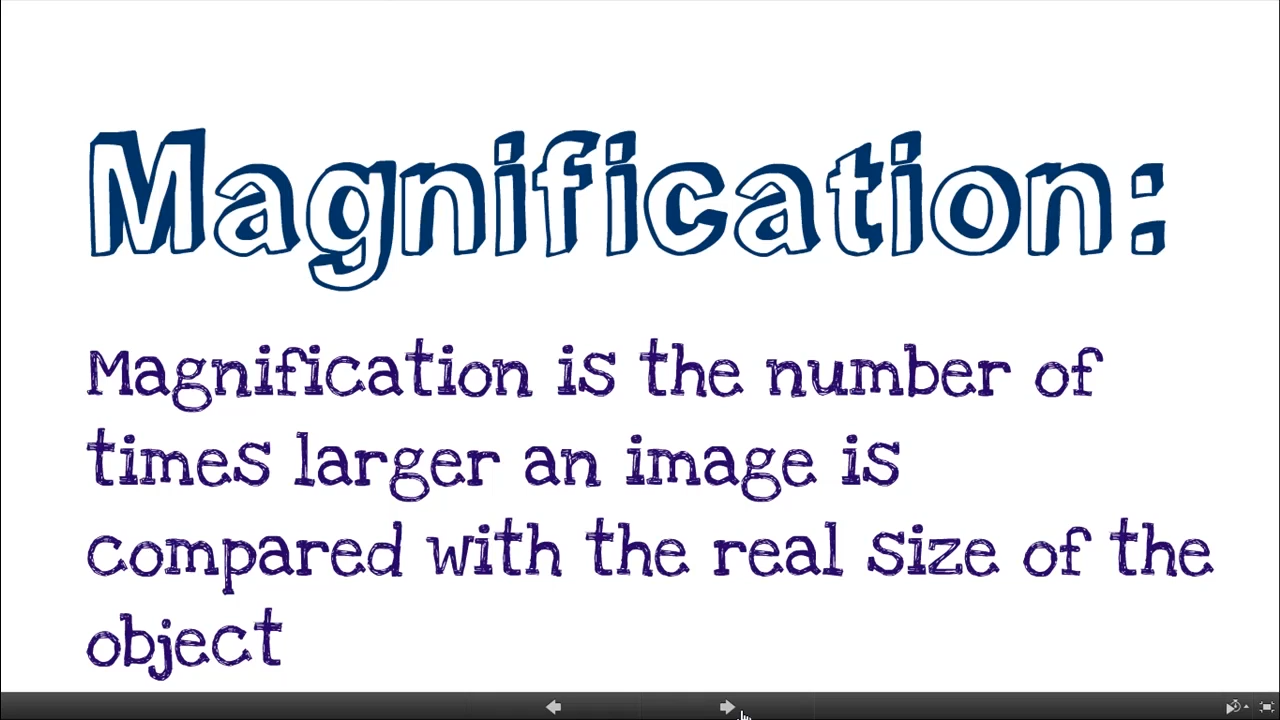 Magnification:
Magnification is the number of
times larger an image is
compared with the real size of the
object